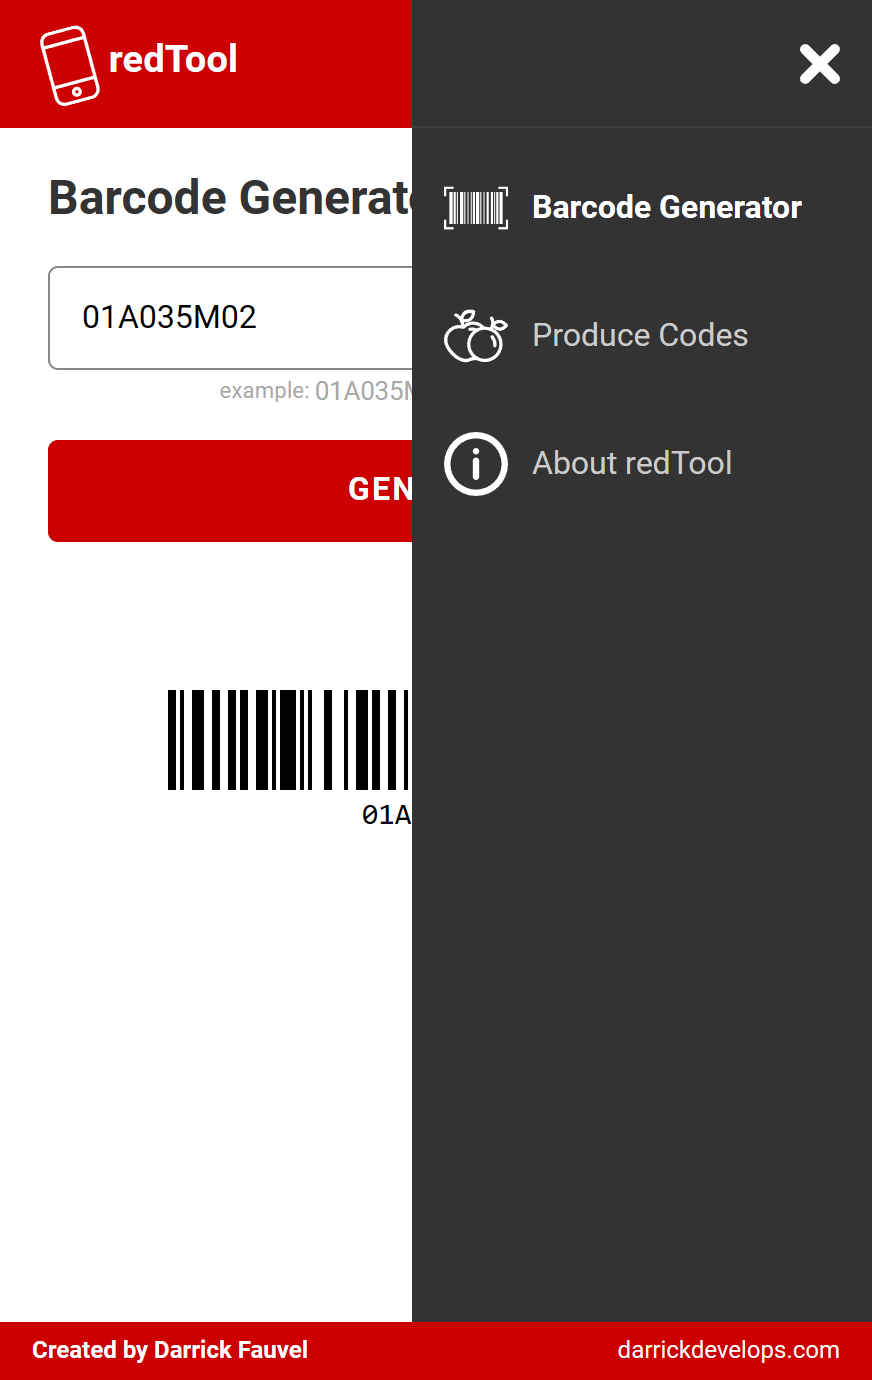 redTool
Barcode Generat
01A035M02
example: 01A035M
GEN
01A
Barcode Generator
Produce Codes
About redTool
Created by Darrick Fauvel
darrickdevelops.com